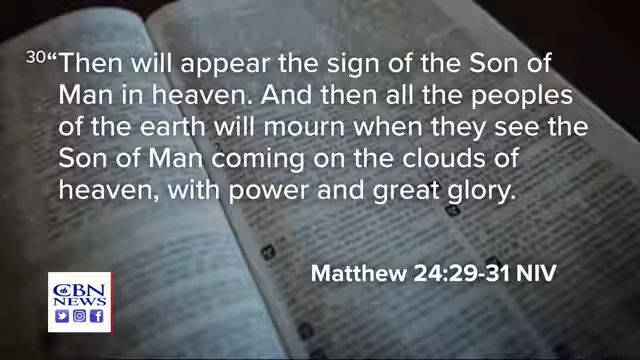 30“Then will appear the sign of the Son of
Man in heaven. And then all the peoples
of the earth will mourn when they see the
Son of Man coming on the clouds of
heaven, with power and great glory.
Matthew 24:29-31 NIV
CBN
NEWS